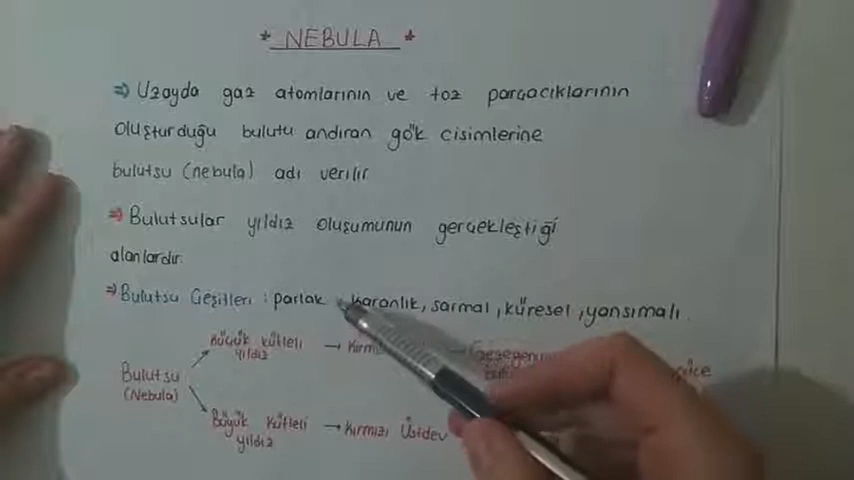 * NEBULA *
⇒ Uzayda gaz atomlarının ve toz parçacıklarının
oluşturduğu bulutu andıran gök cisimlerine
bulutsu (nebula) adı verilir
⇒ Bulutsular yıldız oluşumunun gerçekleştiği
alanlardır.
⇒ Bulutsu Çeşitleri : parlak, karanlık, sarmal, küresel, yansımalı.
Küçük kütleli → Kırmızı
yıldız
Bulutsu
(Nebula)
Büyük kütleli → Kırmızı Üstdev
yıldız